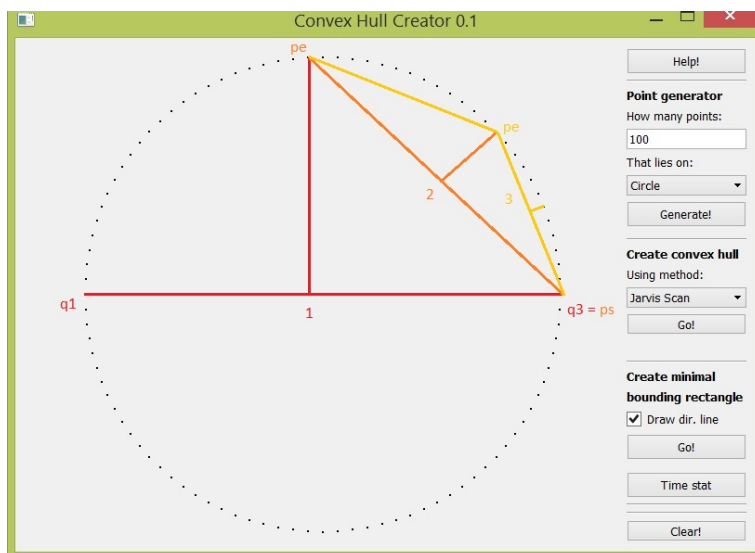 Convex Hull Creator 0.1
pe
pe
2
3
q1
1
q3 = ps
Help!
Point generator
How many points:
100
That lies on:
Circle
Generate!
Create convex hull
Using method:
Jarvis Scan
Go!
Create minimal
bounding rectangle
Draw dir. line
Go!
Time stat
Clear!